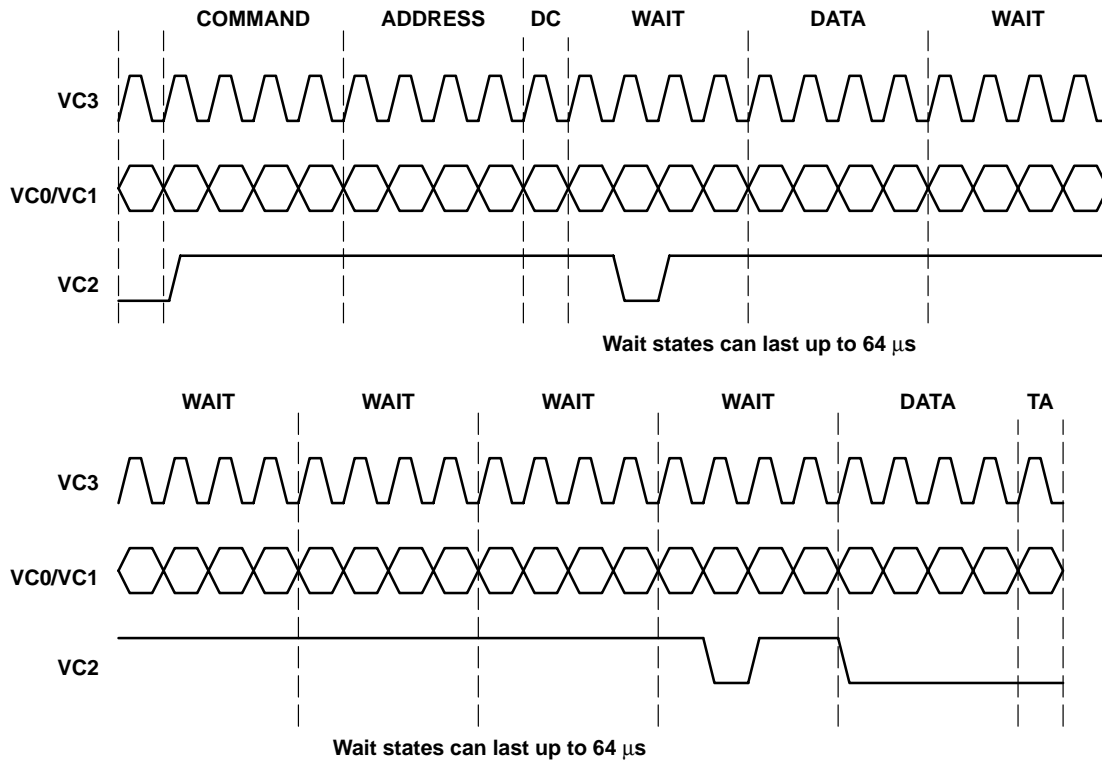 COMMAND ADDRESS DC WAIT DATA WAIT
VC3
VC0/VC1
VC2
Wait states can last up to 64 μs
WAIT WAIT WAIT WAIT DATA TA
VC3
VC0/VC1
VC2
Wait states can last up to 64 μs